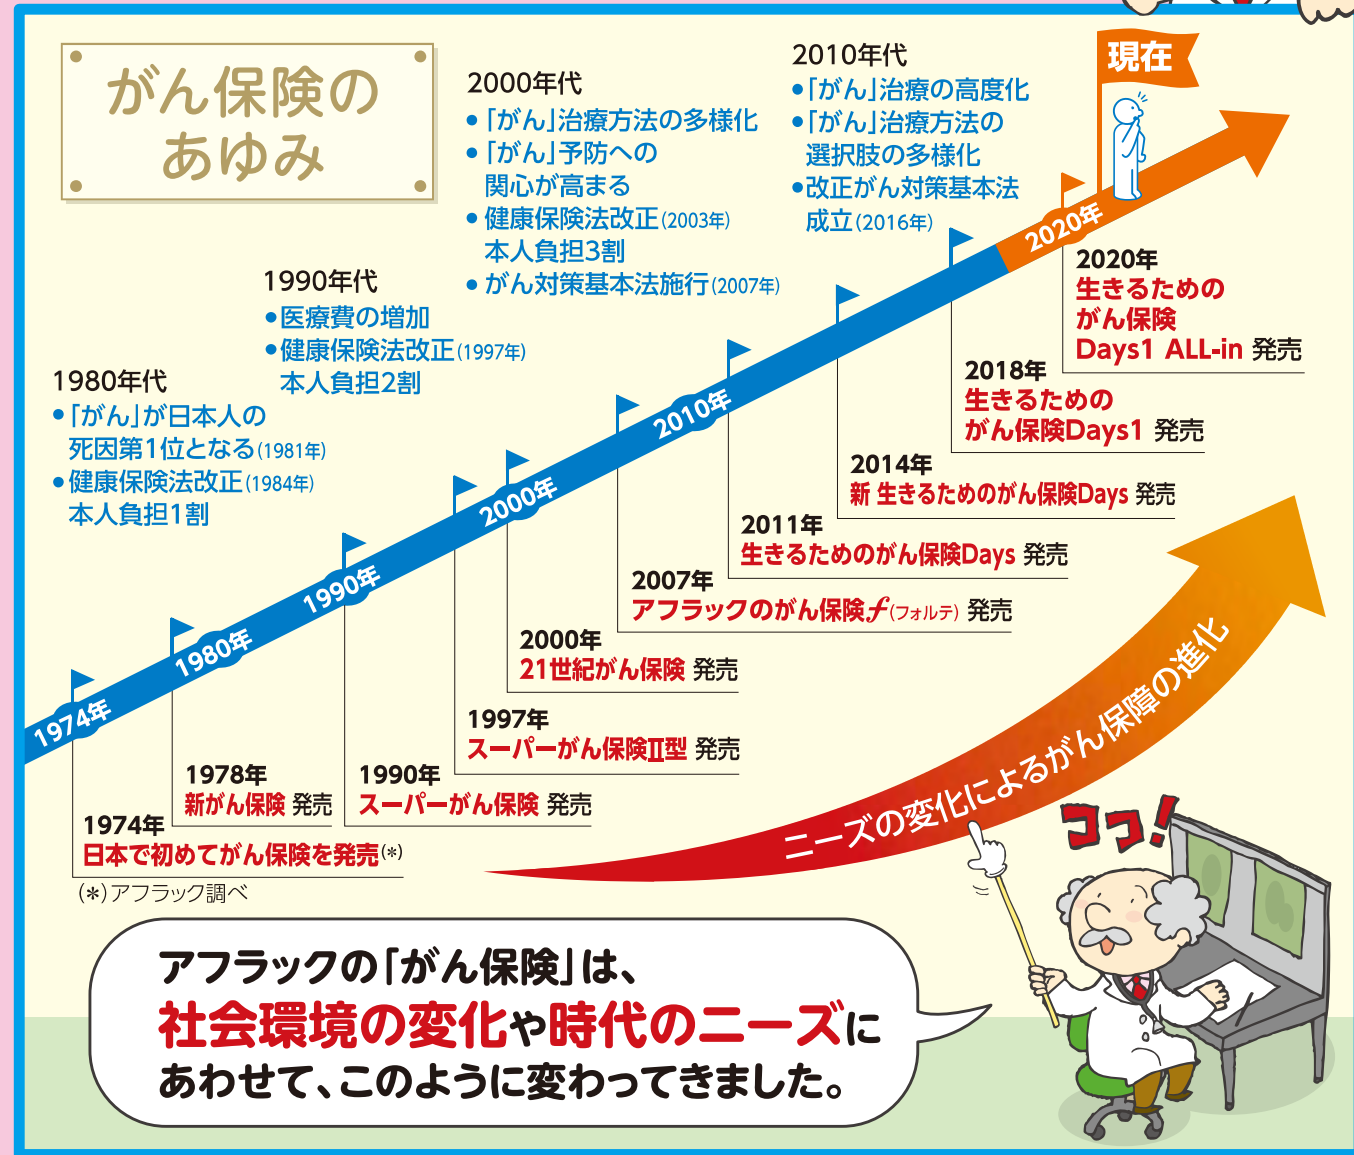 がん保険の
あゆみ
1980年代
•「がん」が日本人の
死因第1位となる(1981年)
•健康保険法改正(1984年)
本人負担1割
1990年代
•医療費の増加
•健康保険法改正(1997年)
本人負担2割
2000年代
•「がん」治療方法の多様化
•「がん」予防への
関心が高まる
•健康保険法改正(2003年)
本人負担3割
•がん対策基本法施行(2007年)
2010年代
•「がん」治療の高度化
•「がん」治療方法の
選択肢の多様化
•改正がん対策基本法
成立(2016年)
現在
1974年
1980年
1990年
2000年
2010年
2020年
1974年
日本で初めてがん保険を発売(*)
(*)アフラック調べ
1978年
新がん保険 発売
1990年
スーパーがん保険 発売
1997年
スーパーがん保険Ⅱ型 発売
2000年
21世紀がん保険 発売
2007年
アフラックのがん保険f(フォルテ) 発売
2011年
生きるためのがん保険Days 発売
2014年
新 生きるためのがん保険Days 発売
2018年
生きるための
がん保険Days1 発売
2020年
生きるための
がん保険
Days1 ALL-in 発売
ニーズの変化によるがん保障の進化
コツ!
アフラックの「がん保険」は、
社会環境の変化や時代のニーズに
あわせて、このように変わってきました。